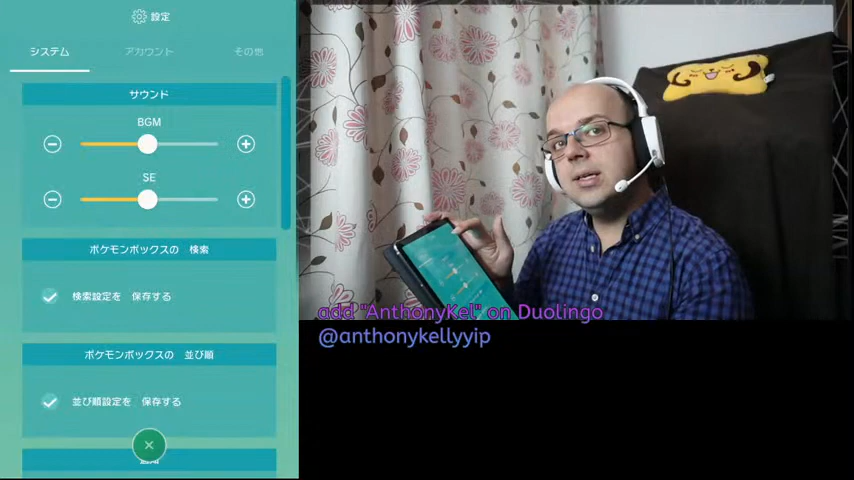 設定
システム
アカウント
その他
サウンド
BGM
SE
ポケモンボックスの 検索
検索設定を 保存する
ポケモンボックスの 並び順
並び順設定を 保存する
add "AnthonyKel" on Duolingo
@anthonykellyyip